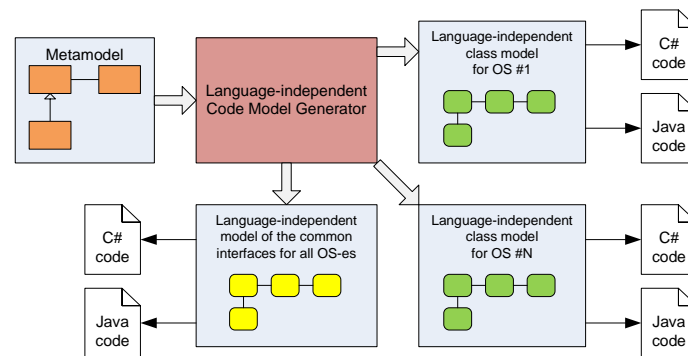 Metamodel
Language-independent
Code Model Generator
Language-independent
class model
for OS #1
C#
code
Java
code
C#
code
Java
code
Language-independent
model of the common
interfaces for all OS-es
Language-independent
class model
for OS #N
C#
code
Java
code